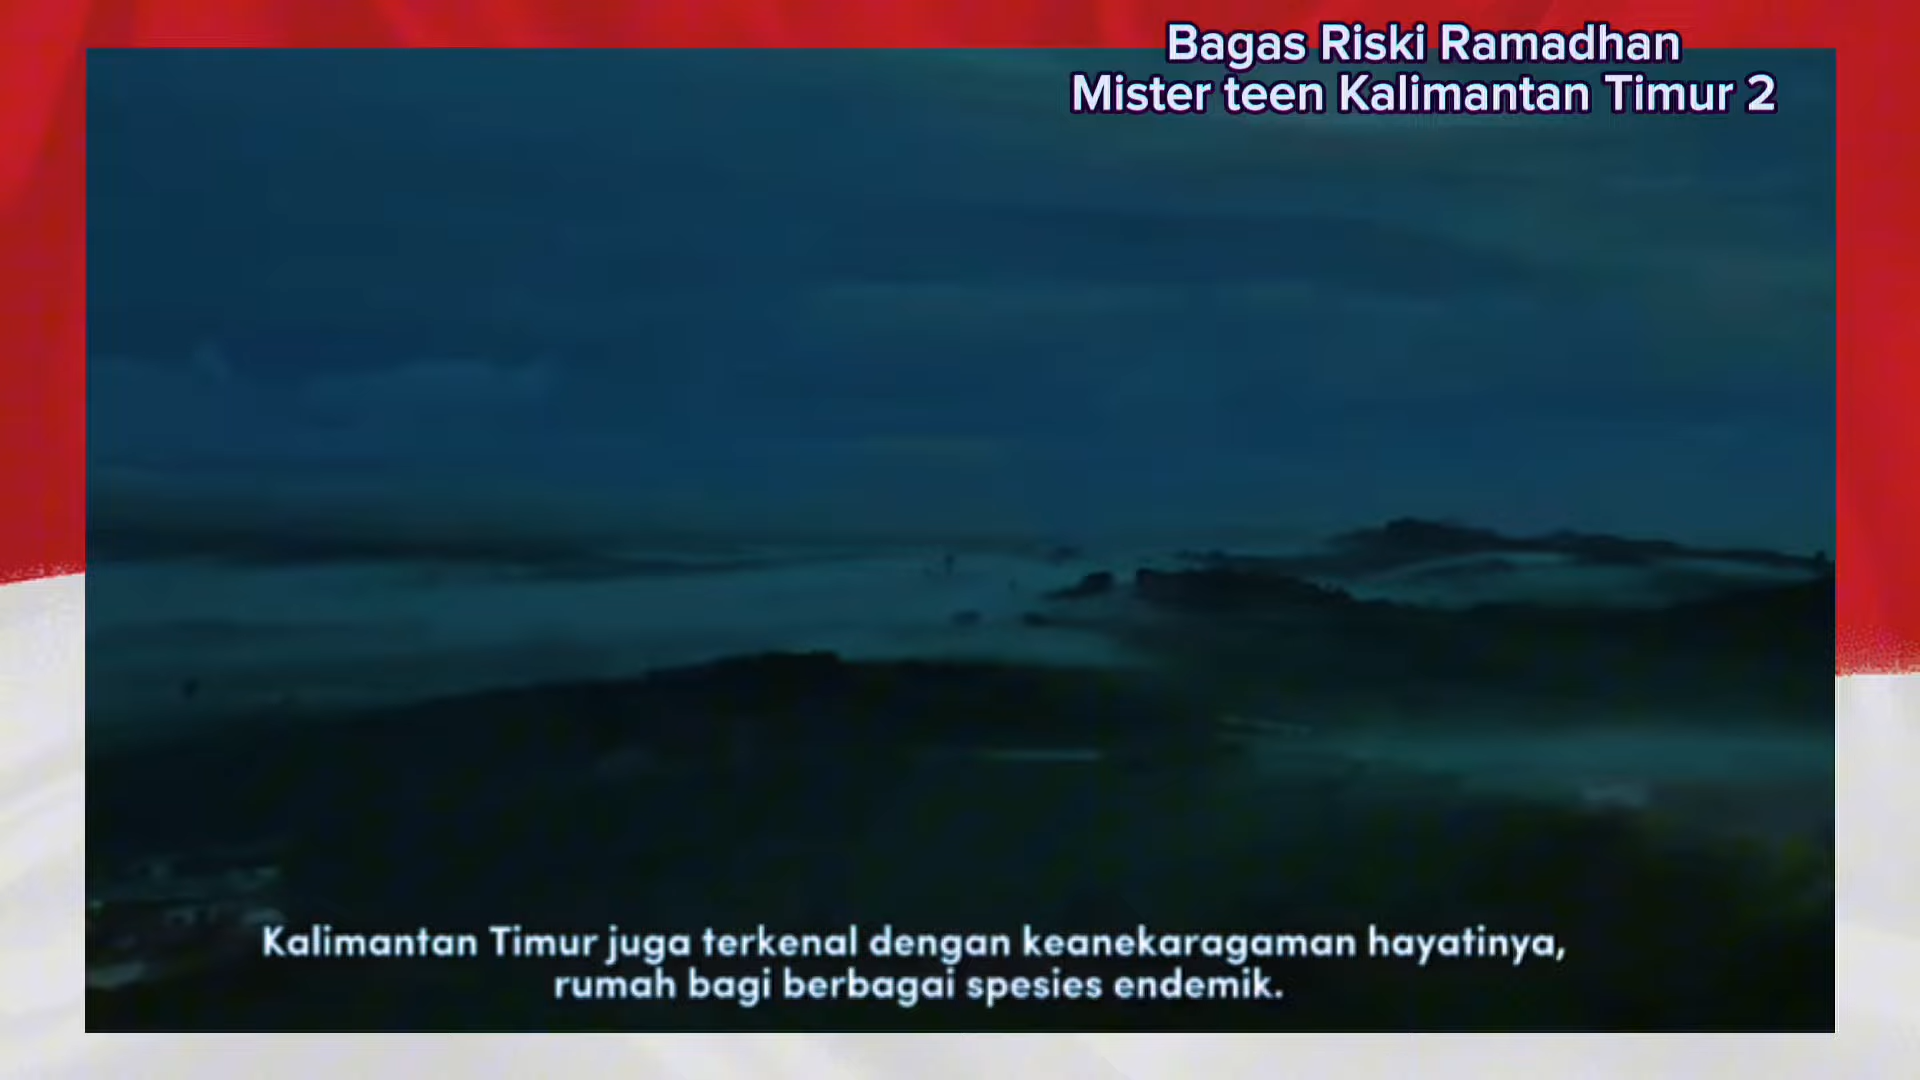 Bagas Riski Ramadhan
Mister teen Kalimantan Timur 2
Kalimantan Timur juga terkenal dengan keanekaragaman hayatinya,
rumah bagi berbagai spesies endemik.